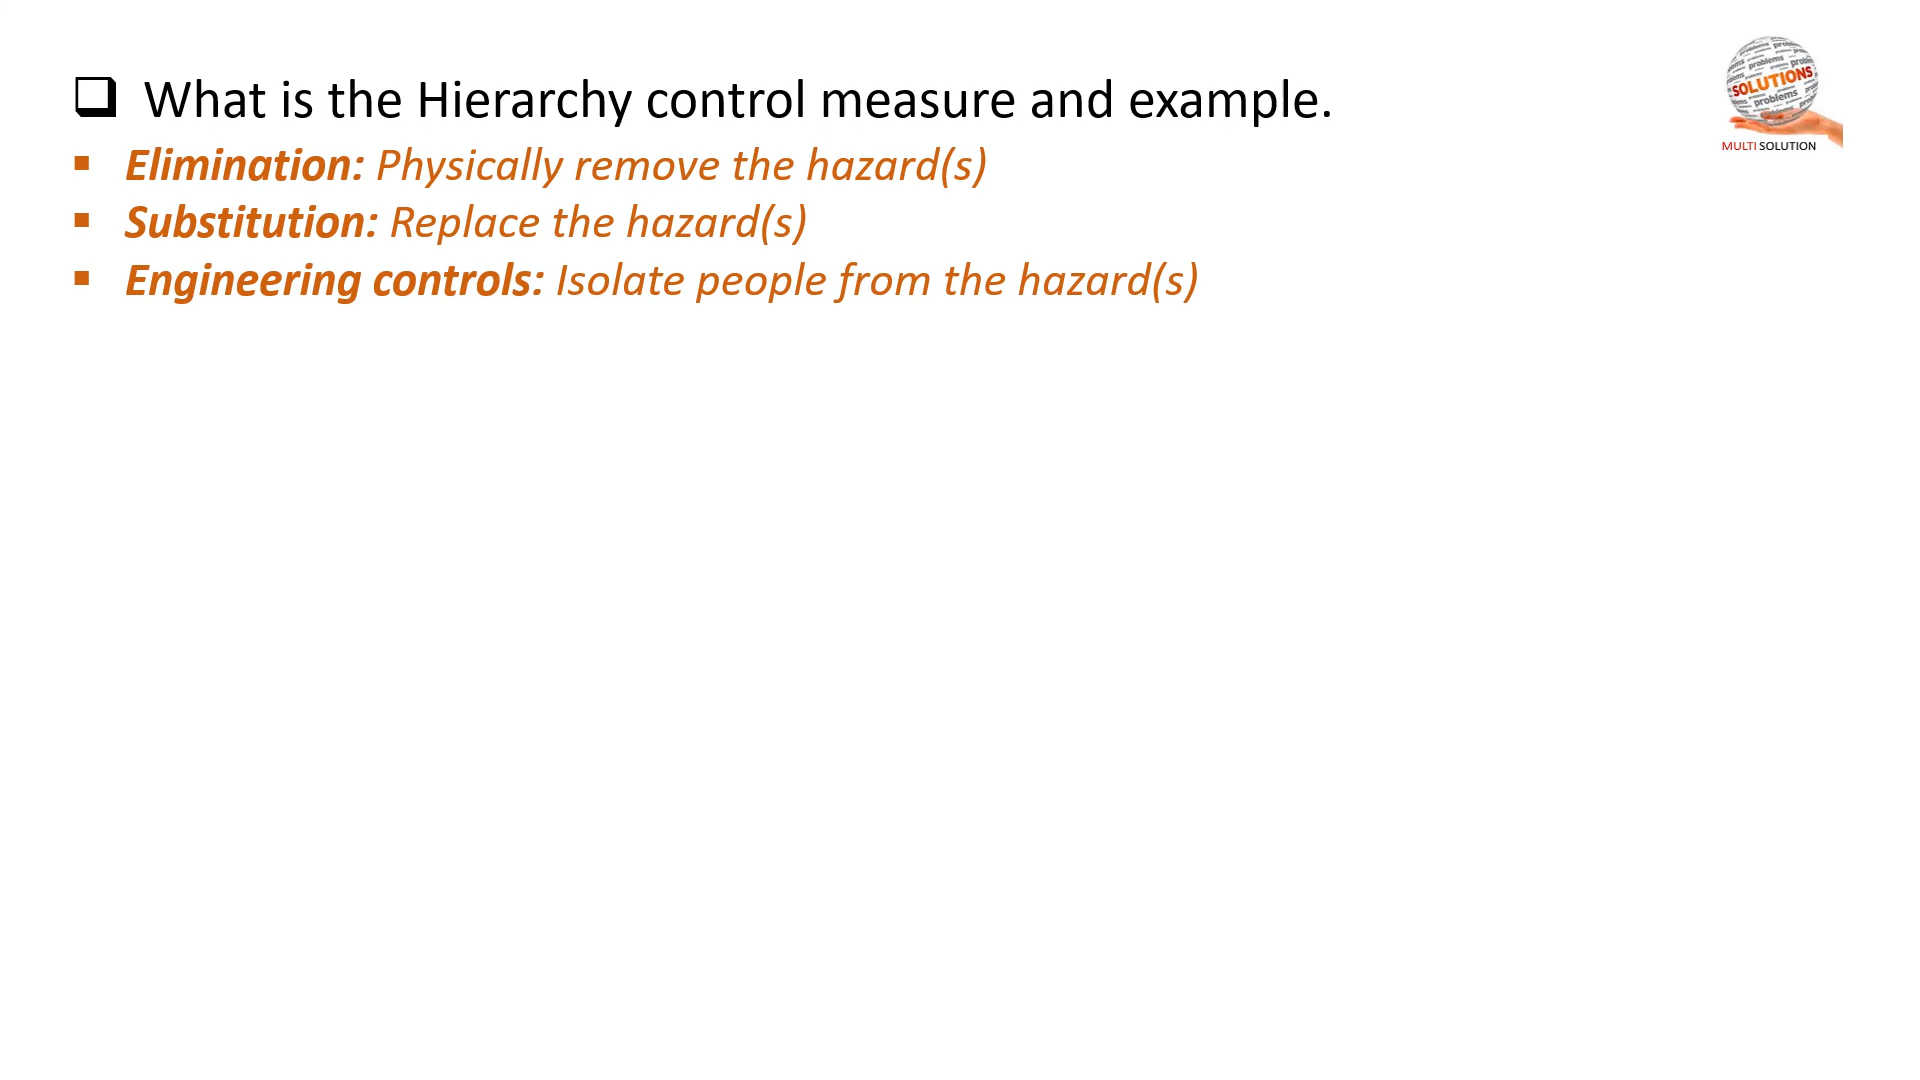 What is the Hierarchy control measure and example.
Elimination: Physically remove the hazard(s)
Substitution: Replace the hazard(s)
Engineering controls: Isolate people from the hazard(s)
problems
SOLUTIONS
problems
MULTI SOLUTION